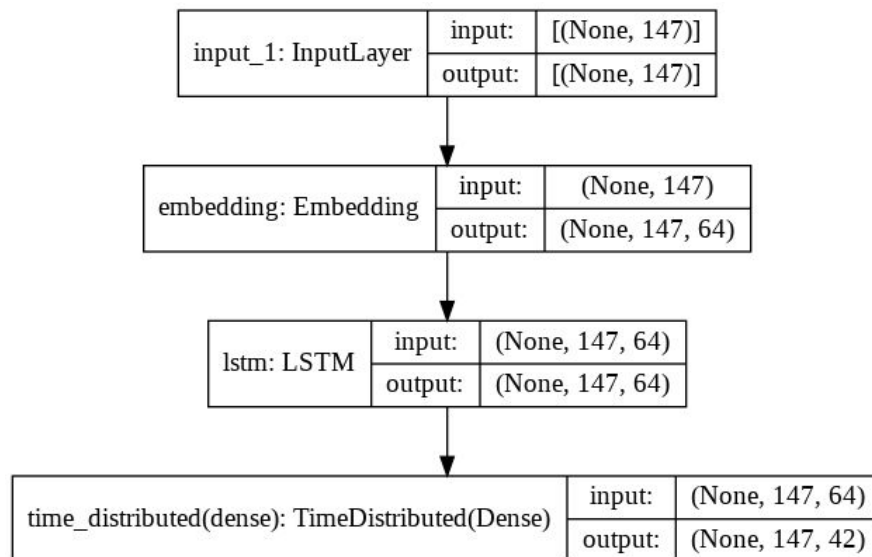 input_1: InputLayer
input: [(None, 147)]
output: [(None, 147)]
embedding: Embedding
input: (None, 147)
output: (None, 147, 64)
lstm: LSTM
input: (None, 147, 64)
output: (None, 147, 64)
time_distributed(dense): TimeDistributed(Dense)
input: (None, 147, 64)
output: (None, 147, 42)